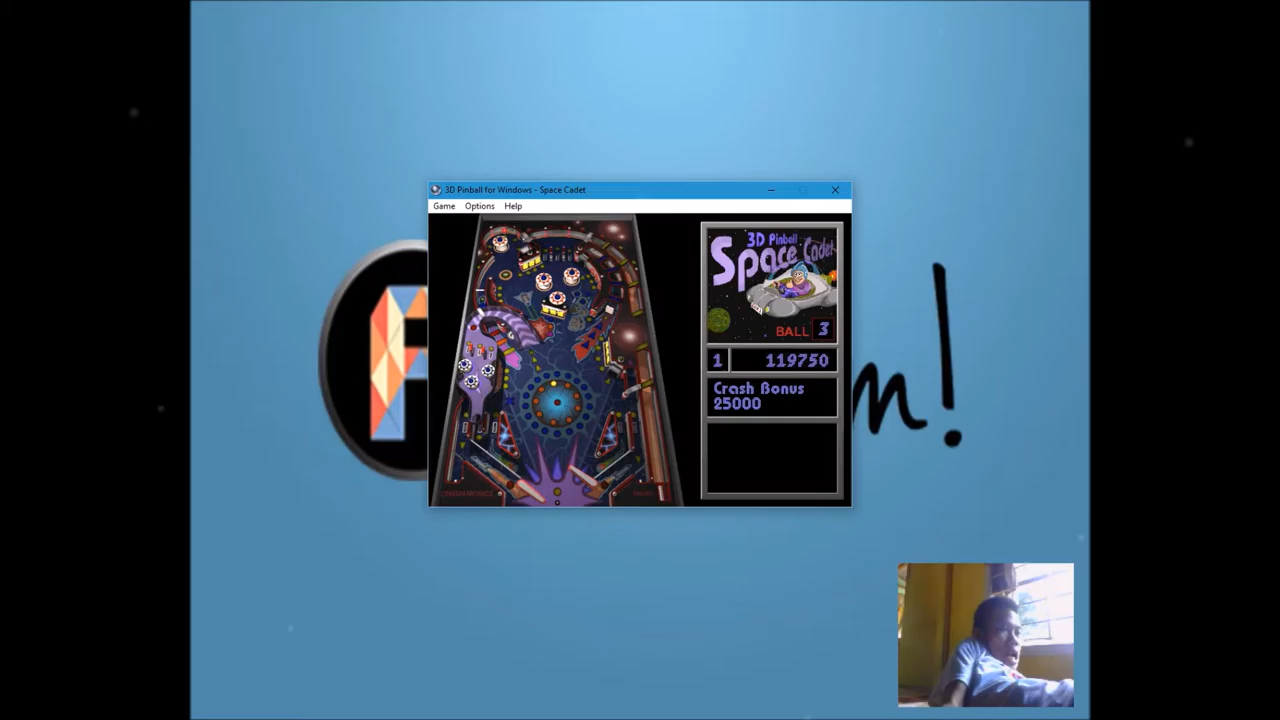 3D Pinball for Windows - Space Cadet
Game Options Help
3D Pinball
Space Cadet
BALL 3
1 119750
Crash Bonus
25000